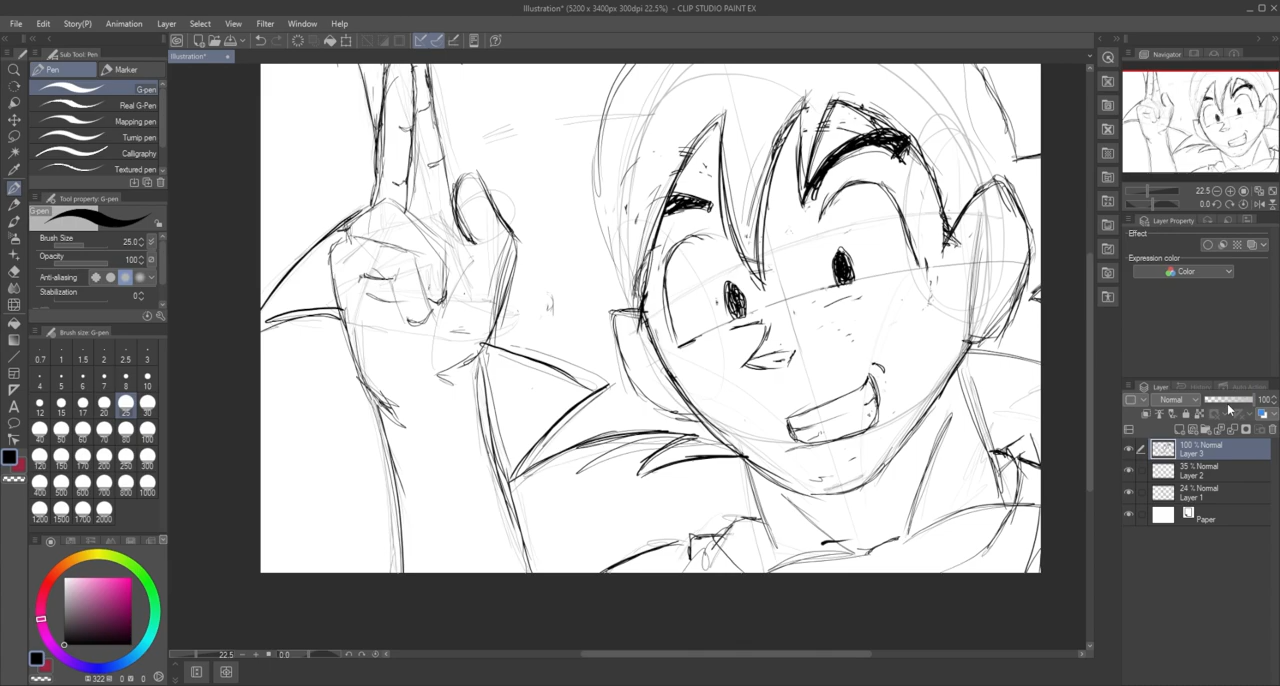 Illustration* (5200 x 3400px 300dpi 22.5%) - CLIP STUDIO PAINT EX
File Edit Story(P) Animation Layer Select View Filter Window Help
Sub Tool: Pen
Illustration*
Navigator
Pen Marker
G-pen
Real G-Pen
Mapping pen
Turnip pen
Calligraphy
Textured pen
Tool property: G-pen
G-pen
Brush Size 25.0
Opacity 100
Anti-aliasing
Stabilization 0
Brush size: G-pen
0.7 1 1.5 2 2.5 3
4 5 6 7 8 10
12 15 17 20 25 30
40 50 60 70 80 100
120 150 170 200 250 300
400 500 600 700 800 1000
1200 1500 1700 2000
322 0 0
22.5 0.0
22.5
0.0
Layer Property
Effect
Expression color
Color
Layer History Auto Action
Normal 100
100 % Normal
Layer 3
35 % Normal
Layer 2
24 % Normal
Layer 1
Paper